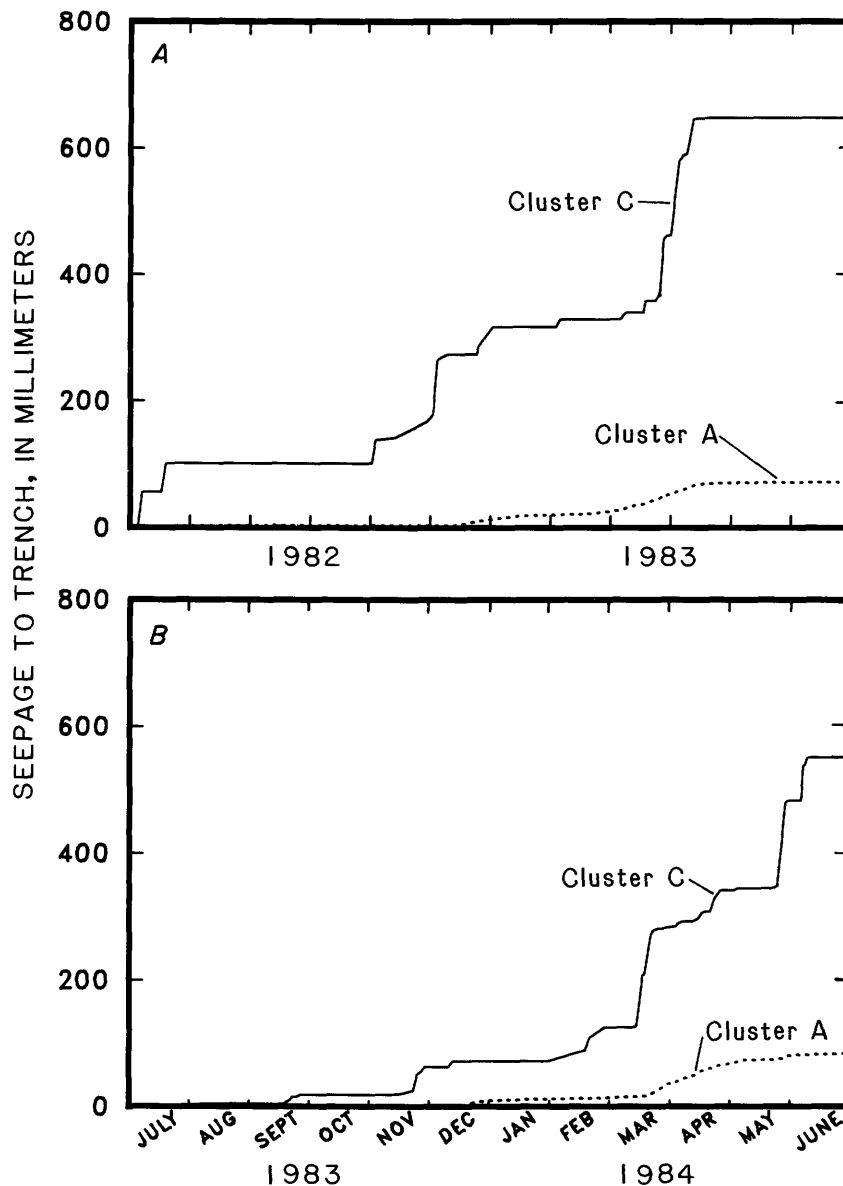 SEEPAGE TO TRENCH, IN MILLIMETERS
A
800
600
400
200
0
Cluster C
Cluster A
1982 1983
B
800
600
400
200
0
Cluster C
Cluster A
JULY AUG SEPT OCT NOV DEC JAN FEB MAR APR MAY JUNE
1983 1984